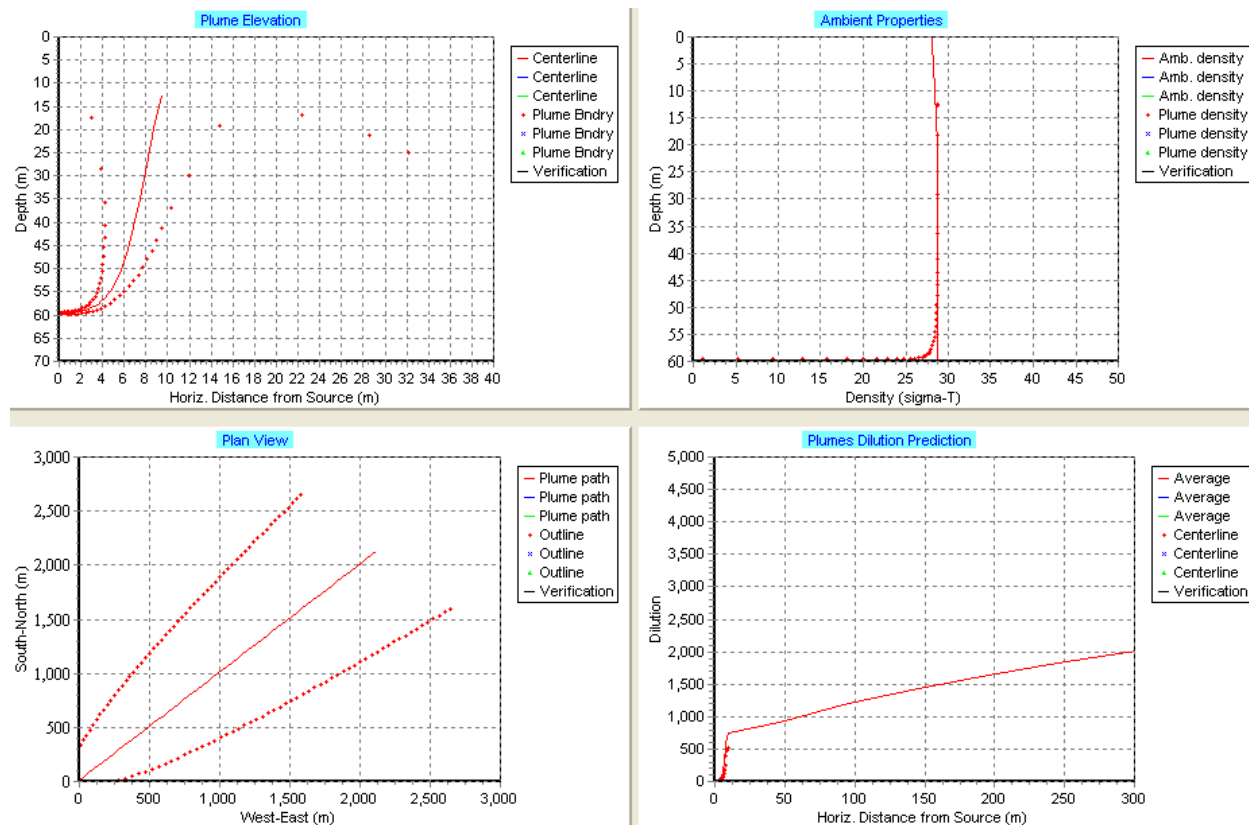 Plume Elevation
0
5
10
15
20
25
30
35
40
45
50
55
60
65
70
Depth (m)
0 2 4 6 8 10 12 14 16 18 20 22 24 26 28 30 32 34 36 38 40
Horiz. Distance from Source (m)
Centerline
Centerline
Centerline
Plume Bndry
Plume Bndry
Plume Bndry
Verification
Ambient Properties
0
5
10
15
20
25
30
35
40
45
50
55
60
Depth (m)
0 5 10 15 20 25 30 35 40 45 50
Density (sigma-T)
Amb. density
Amb. density
Amb. density
Plume density
Plume density
Plume density
Verification
Plan View
3,000
2,500
2,000
1,500
1,000
500
0
South-North (m)
0 500 1,000 1,500 2,000 2,500 3,000
West-East (m)
Plume path
Plume path
Plume path
Outline
Outline
Outline
Verification
Plumes Dilution Prediction
5,000
4,500
4,000
3,500
3,000
2,500
2,000
1,500
1,000
500
0
Dilution
0 50 100 150 200 250 300
Horiz. Distance from Source (m)
Average
Average
Average
Centerline
Centerline
Centerline
Verification